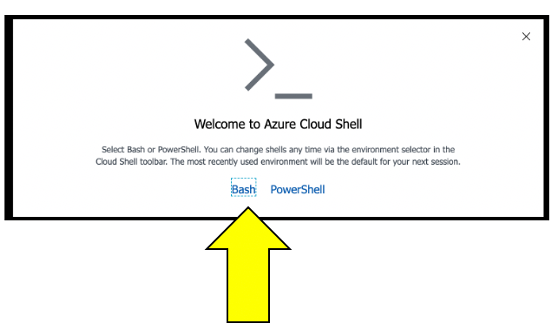 Welcome to Azure Cloud Shell
Select Bash or PowerShell. You can change shells any time via the environment selector in the
Cloud Shell toolbar. The most recently used environment will be the default for your next session.
Bash PowerShell